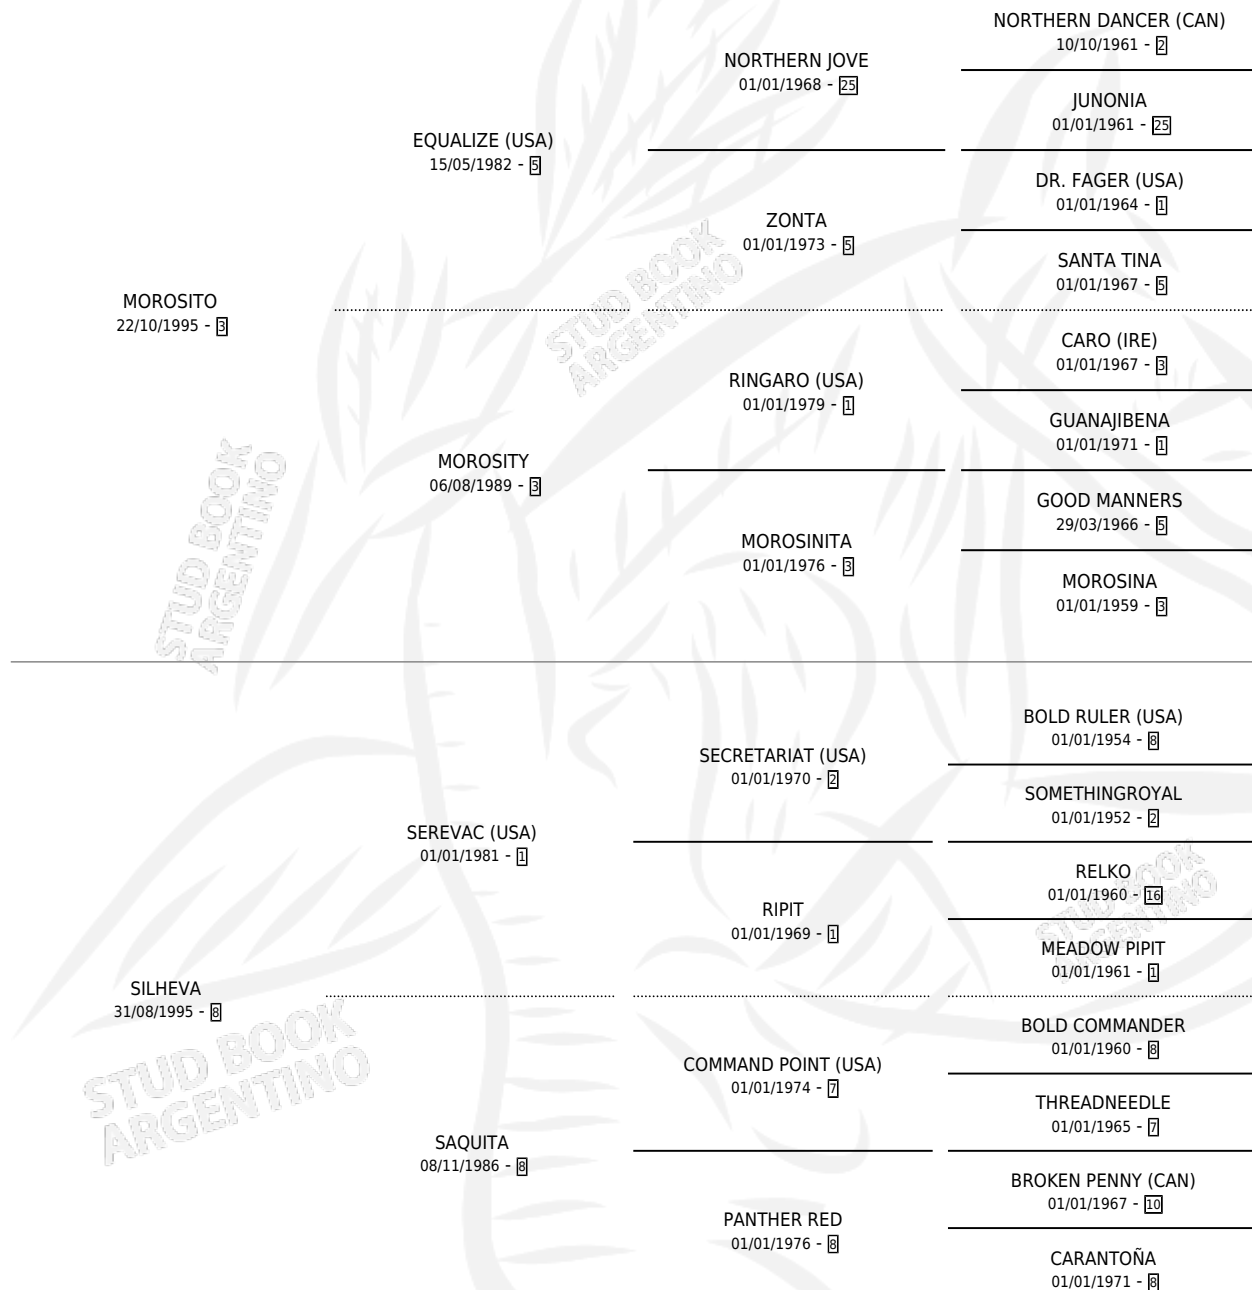 NORTHERN DANCER (CAN)
10/10/1961 - 2
NORTHERN JOVE
01/01/1968 - 25
JUNONIA
01/01/1961 - 25
EQUALIZE (USA)
15/05/1982 - 5
DR. FAGER (USA)
01/01/1964 - 1
ZONTA
01/01/1973 - 5
SANTA TINA
01/01/1967 - 5
MOROSITO
22/10/1995 - 3
STUD BOOK
ARGENTINO
CARO (IRE)
01/01/1967 - 3
RINGARO (USA)
01/01/1979 - 1
GUANAJIBENA
01/01/1971 - 1
MOROSITY
06/08/1989 - 3
GOOD MANNERS
29/03/1966 - 5
MOROSINITA
01/01/1976 - 3
MOROSINA
01/01/1959 - 3
STUD BOOK
ARGENTINO
BOLD RULER (USA)
01/01/1954 - 8
SECRETARIAT (USA)
01/01/1970 - 2
SOMETHINGROYAL
01/01/1952 - 2
SEREVAC (USA)
01/01/1981 - 1
RELKO
01/01/1960 - 16
STUD BOOK
ARGENTINO
RIPIT
01/01/1969 - 1
MEADOW PIPIT
01/01/1961 - 1
SILHEVA
31/08/1995 - 8
STUD BOOK
ARGENTINO
BOLD COMMANDER
01/01/1960 - 8
COMMAND POINT (USA)
01/01/1974 - 7
THREADNEEDLE
01/01/1965 - 7
SAQUITA
08/11/1986 - 8
BROKEN PENNY (CAN)
01/01/1967 - 10
PANTHER RED
01/01/1976 - 8
CARANTOÑA
01/01/1971 - 8